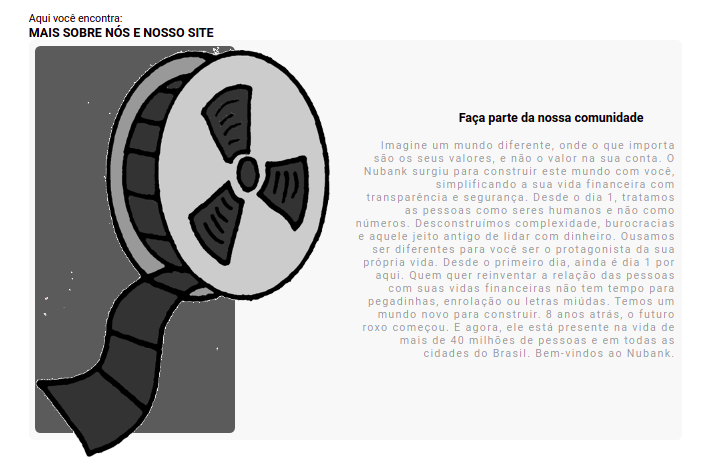 Aqui você encontra:
MAIS SOBRE NÓS E NOSSO SITE
Faça parte da nossa comunidade
Imagine um mundo diferente, onde o que importa
são os seus valores, e não o valor na sua conta. O
Nubank surgiu para construir este mundo com você,
simplificando a sua vida financeira com
transparência e segurança. Desde o dia 1, tratamos
as pessoas como seres humanos e não como
números. Desconstruímos complexidade, burocracias
e aquele jeito antigo de lidar com dinheiro. Ousamos
ser diferentes para você ser o protagonista da sua
própria vida. Desde o primeiro dia, ainda é dia 1 por
aqui. Quem quer reinventar a relação das pessoas
com suas vidas financeiras não tem tempo para
pegadinhas, enrolação ou letras miúdas. Temos um
mundo novo para construir. 8 anos atrás, o futuro
roxo começou. E agora, ele está presente na vida de
mais de 40 milhões de pessoas e em todas as
cidades do Brasil. Bem-vindos ao Nubank.